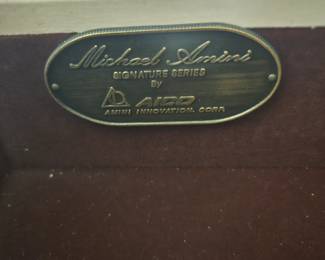 Michael Amini
SIGNATURE SERIES
By
AICO
AMINI INNOVATION, CORP.